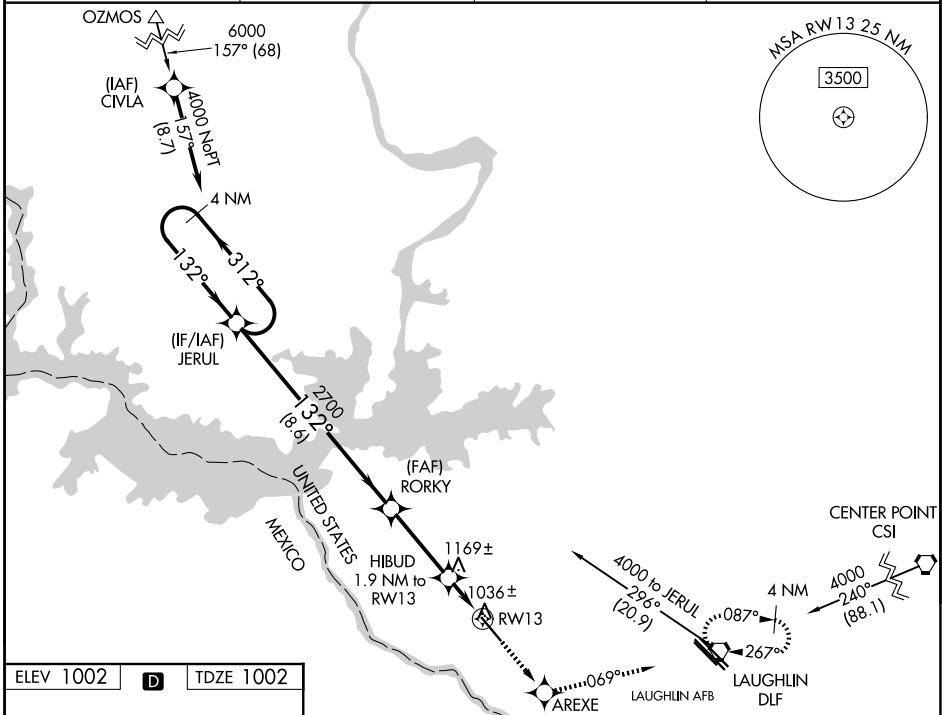 OZMOS
6000
157° (68)
(IAF)
CIVLA
4000 NoPT
157°
(8.7)
MSA RW13 25 NM
3500
4 NM
132°
312°
(IF/IAF)
JERUL
2700
132°
(8.6)
(FAF)
RORKY
UNITED STATES
MEXICO
HIBUD
1.9 NM to
RW13
1169±
1036±
RW13
CENTER POINT
CSI
4000
240°
(88.1)
4000 to JERUL
296°
(20.9)
4 NM
087°
267°
LAUGHLIN
DLF
LAUGHLIN AFB
069°
AREXE
ELEV 1002
D
TDZE 1002